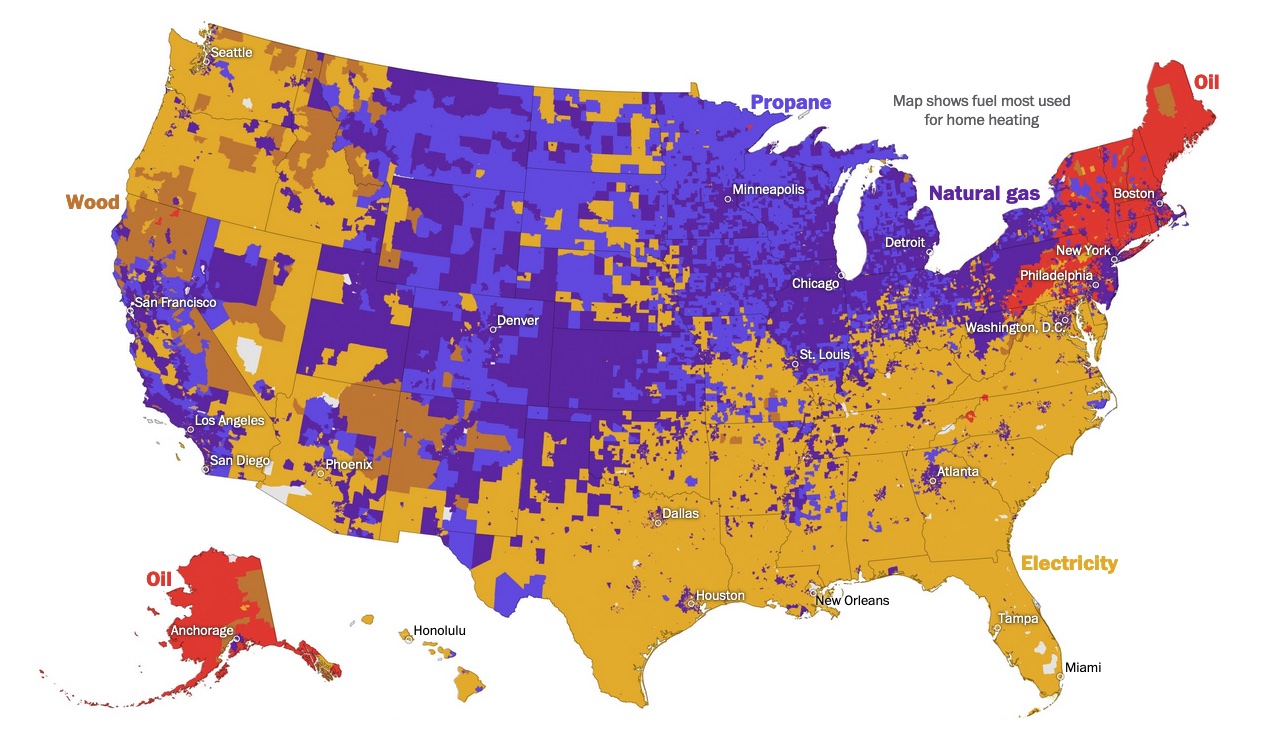 Seattle
Propane
Map shows fuel most used
for home heating
Oil
Wood
Minneapolis
Natural gas
Boston
Detroit
New York
Chicago
Philadelphia
San Francisco
Denver
Washington, D.C.
St. Louis
Los Angeles
San Diego
Phoenix
Atlanta
Dallas
Electricity
Oil
Houston
New Orleans
Anchorage
Honolulu
Tampa
Miami